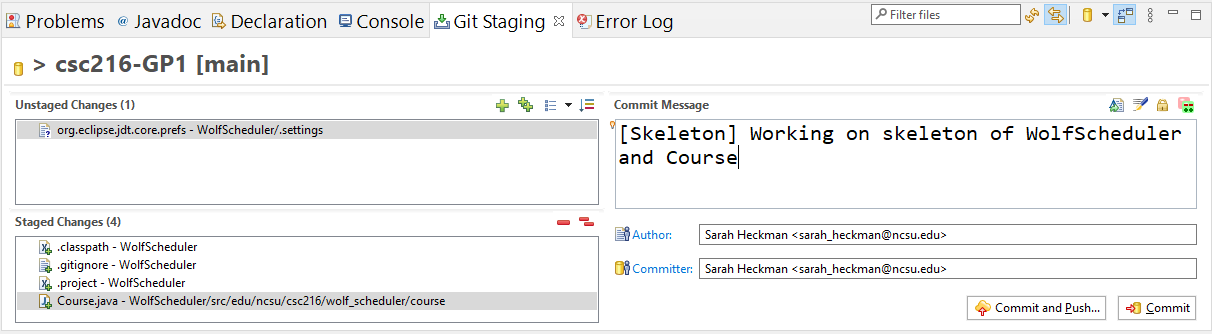 Problems @ Javadoc Declaration Console Git Staging Error Log Filter files
> csc216-GP1 [main]
Unstaged Changes (1)
org.eclipse.jdt.core.prefs - WolfScheduler/.settings
Staged Changes (4)
.classpath - WolfScheduler
.gitignore - WolfScheduler
.project - WolfScheduler
Course.java - WolfScheduler/src/edu/ncsu/csc216/wolf_scheduler/course
Commit Message
[Skeleton] Working on skeleton of WolfScheduler
and Course
Author: Sarah Heckman <sarah_heckman@ncsu.edu>
Committer: Sarah Heckman <sarah_heckman@ncsu.edu>
Commit and Push... Commit